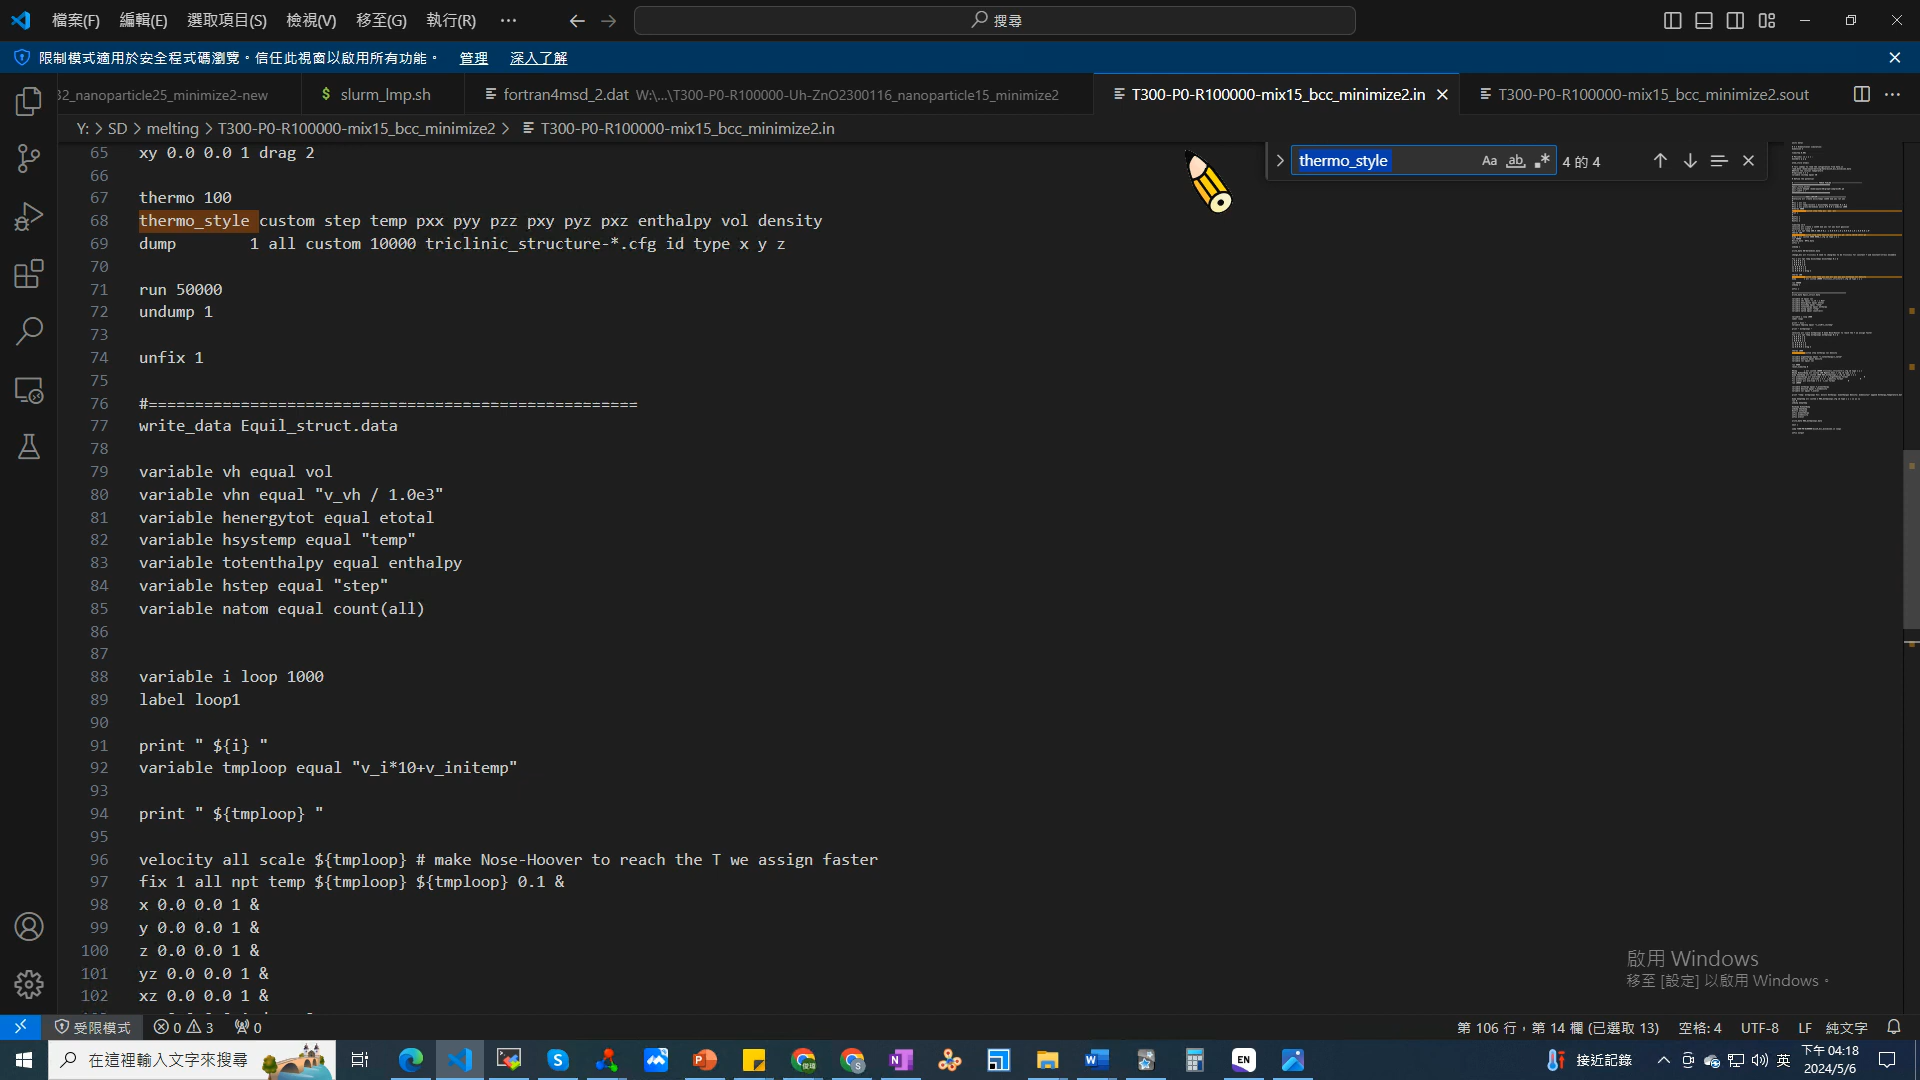 檔案(F) 編輯(E) 選取項目(S) 檢視(V) 移至(G) 執行(R) ··· 搜尋
限制模式適用於安全程式碼瀏覽。信任此視窗以啟用所有功能。 管理 深入了解
32_nanoparticle25_minimize2-new $ slurm_lmp.sh fortran4msd_2.dat W:\...\T300-P0-R100000-Uh-ZnO2300116_nanoparticle15_minimize2 T300-P0-R100000-mix15_bcc_minimize2.in T300-P0-R100000-mix15_bcc_minimize2.sout
Y: > SD > melting > T300-P0-R100000-mix15_bcc_minimize2 > T300-P0-R100000-mix15_bcc_minimize2.in
thermo_style Aa ab 4 的 4
65 xy 0.0 0.0 1 drag 2
66
67 thermo 100
68 thermo_style custom step temp pxx pyy pzz pxy pyz pxz enthalpy vol density
69 dump 1 all custom 10000 triclinic_structure-*.cfg id type x y z
70
71 run 50000
72 undump 1
73
74 unfix 1
75
76 #=====================================================
77 write_data Equil_struct.data
78
79 variable vh equal vol
80 variable vhn equal "v_vh / 1.0e3"
81 variable henergytot equal etotal
82 variable hsystemp equal "temp"
83 variable totenthalpy equal enthalpy
84 variable hstep equal "step"
85 variable natom equal count(all)
86
87
88 variable i loop 1000
89 label loop1
90
91 print " ${i} "
92 variable tmploop equal "v_i*10+v_initemp"
93
94 print " ${tmploop} "
95
96 velocity all scale ${tmploop} # make Nose-Hoover to reach the T we assign faster
97 fix 1 all npt temp ${tmploop} ${tmploop} 0.1 &
98 x 0.0 0.0 1 &
99 y 0.0 0.0 1 &
100 z 0.0 0.0 1 &
101 yz 0.0 0.0 1 &
102 xz 0.0 0.0 1 &
啟用 Windows
移至 [設定] 以啟用 Windows。
受限模式 0 3 0 第 106 行，第 14 欄 (已選取 13) 空格: 4 UTF-8 LF 純文字
在這裡輸入文字來搜尋 EN 接近記錄 英 下午 04:18
2024/5/6